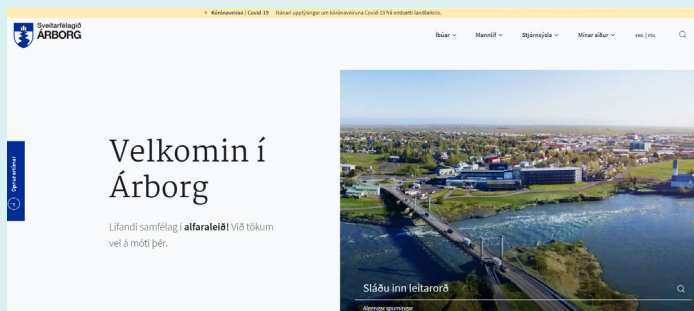 Kórónaveiran / Covid-19 Nánari upplýsingar um kórónaveiruna Covid-19 frá embætti landlæknis.
Sveitarfélagið
ÁRBORG
Íbúar Mannlíf Stjórnsýsla Mínar síður ENG | POL
Opnunartímar
Velkomin í
Árborg
Lifandi samfélag í alfaraleið! Við tökum
vel á móti þér.
Sláðu inn leitarorð
Algengar spurningar